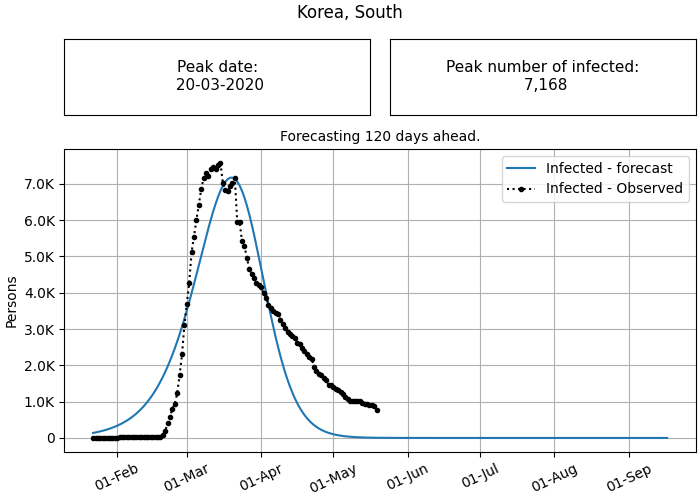 Korea, South
Peak date:
20-03-2020
Peak number of infected:
7,168
Forecasting 120 days ahead.
Infected - forecast
Infected - Observed
Persons
7.0K
6.0K
5.0K
4.0K
3.0K
2.0K
1.0K
0
01-Feb
01-Mar
01-Apr
01-May
01-Jun
01-Jul
01-Aug
01-Sep